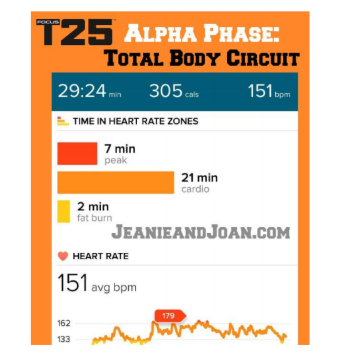 FOCUS
T25™ ALPHA PHASE:
TOTAL BODY CIRCUIT
29:24 min 305 cals 151 bpm
TIME IN HEART RATE ZONES
7 min
peak
21 min
cardio
2 min
fat burn
JEANIEANDJOAN.COM
HEART RATE
151 avg bpm
179
162
133